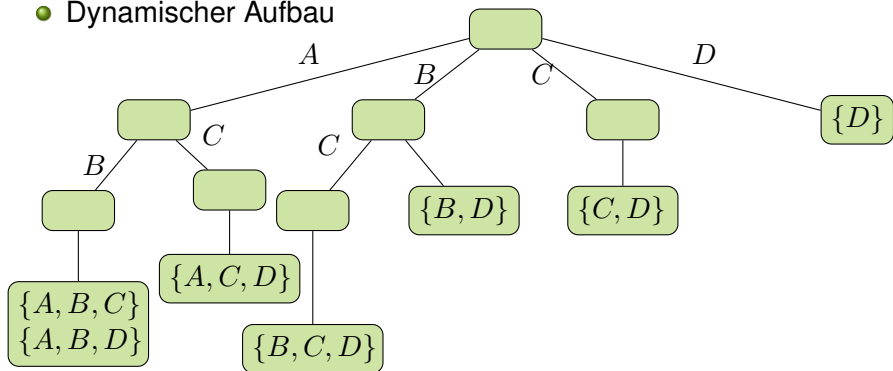 Dynamischer Aufbau
A
B
C
D
{D}
B
C
C
{B, D}
{C, D}
{A, C, D}
{A, B, C}
{A, B, D}
{B, C, D}